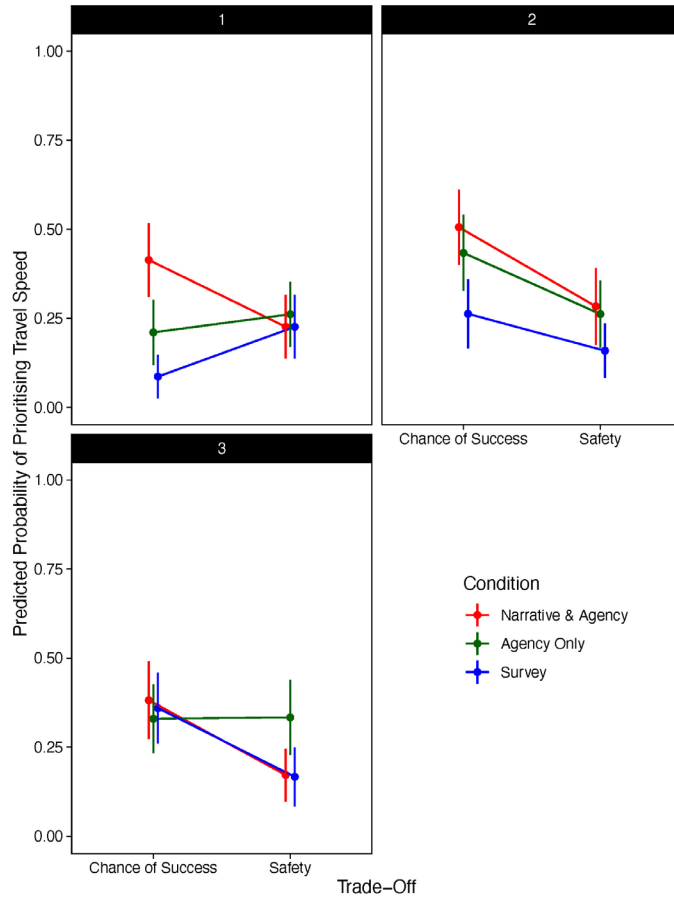 1
2
1.00
0.75
0.50
0.25
0.00
Chance of Success
Safety
3
1.00
0.75
0.50
0.25
0.00
Chance of Success
Safety
Predicted Probability of Prioritising Travel Speed
Trade−Off
Condition
Narrative & Agency
Agency Only
Survey